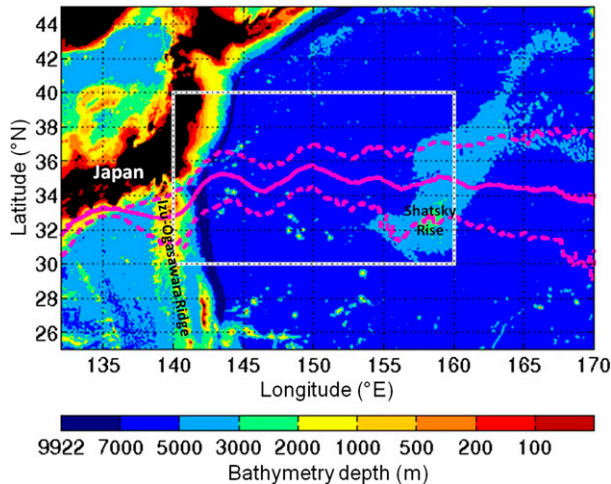 44
42
40
38
36
34
32
30
28
26
Latitude (°N)
Japan
Izu-Ogasawara Ridge
Shatsky
Rise
135 140 145 150 155 160 165 170
Longitude (°E)
9922 7000 5000 3000 2000 1000 500 200 100
Bathymetry depth (m)